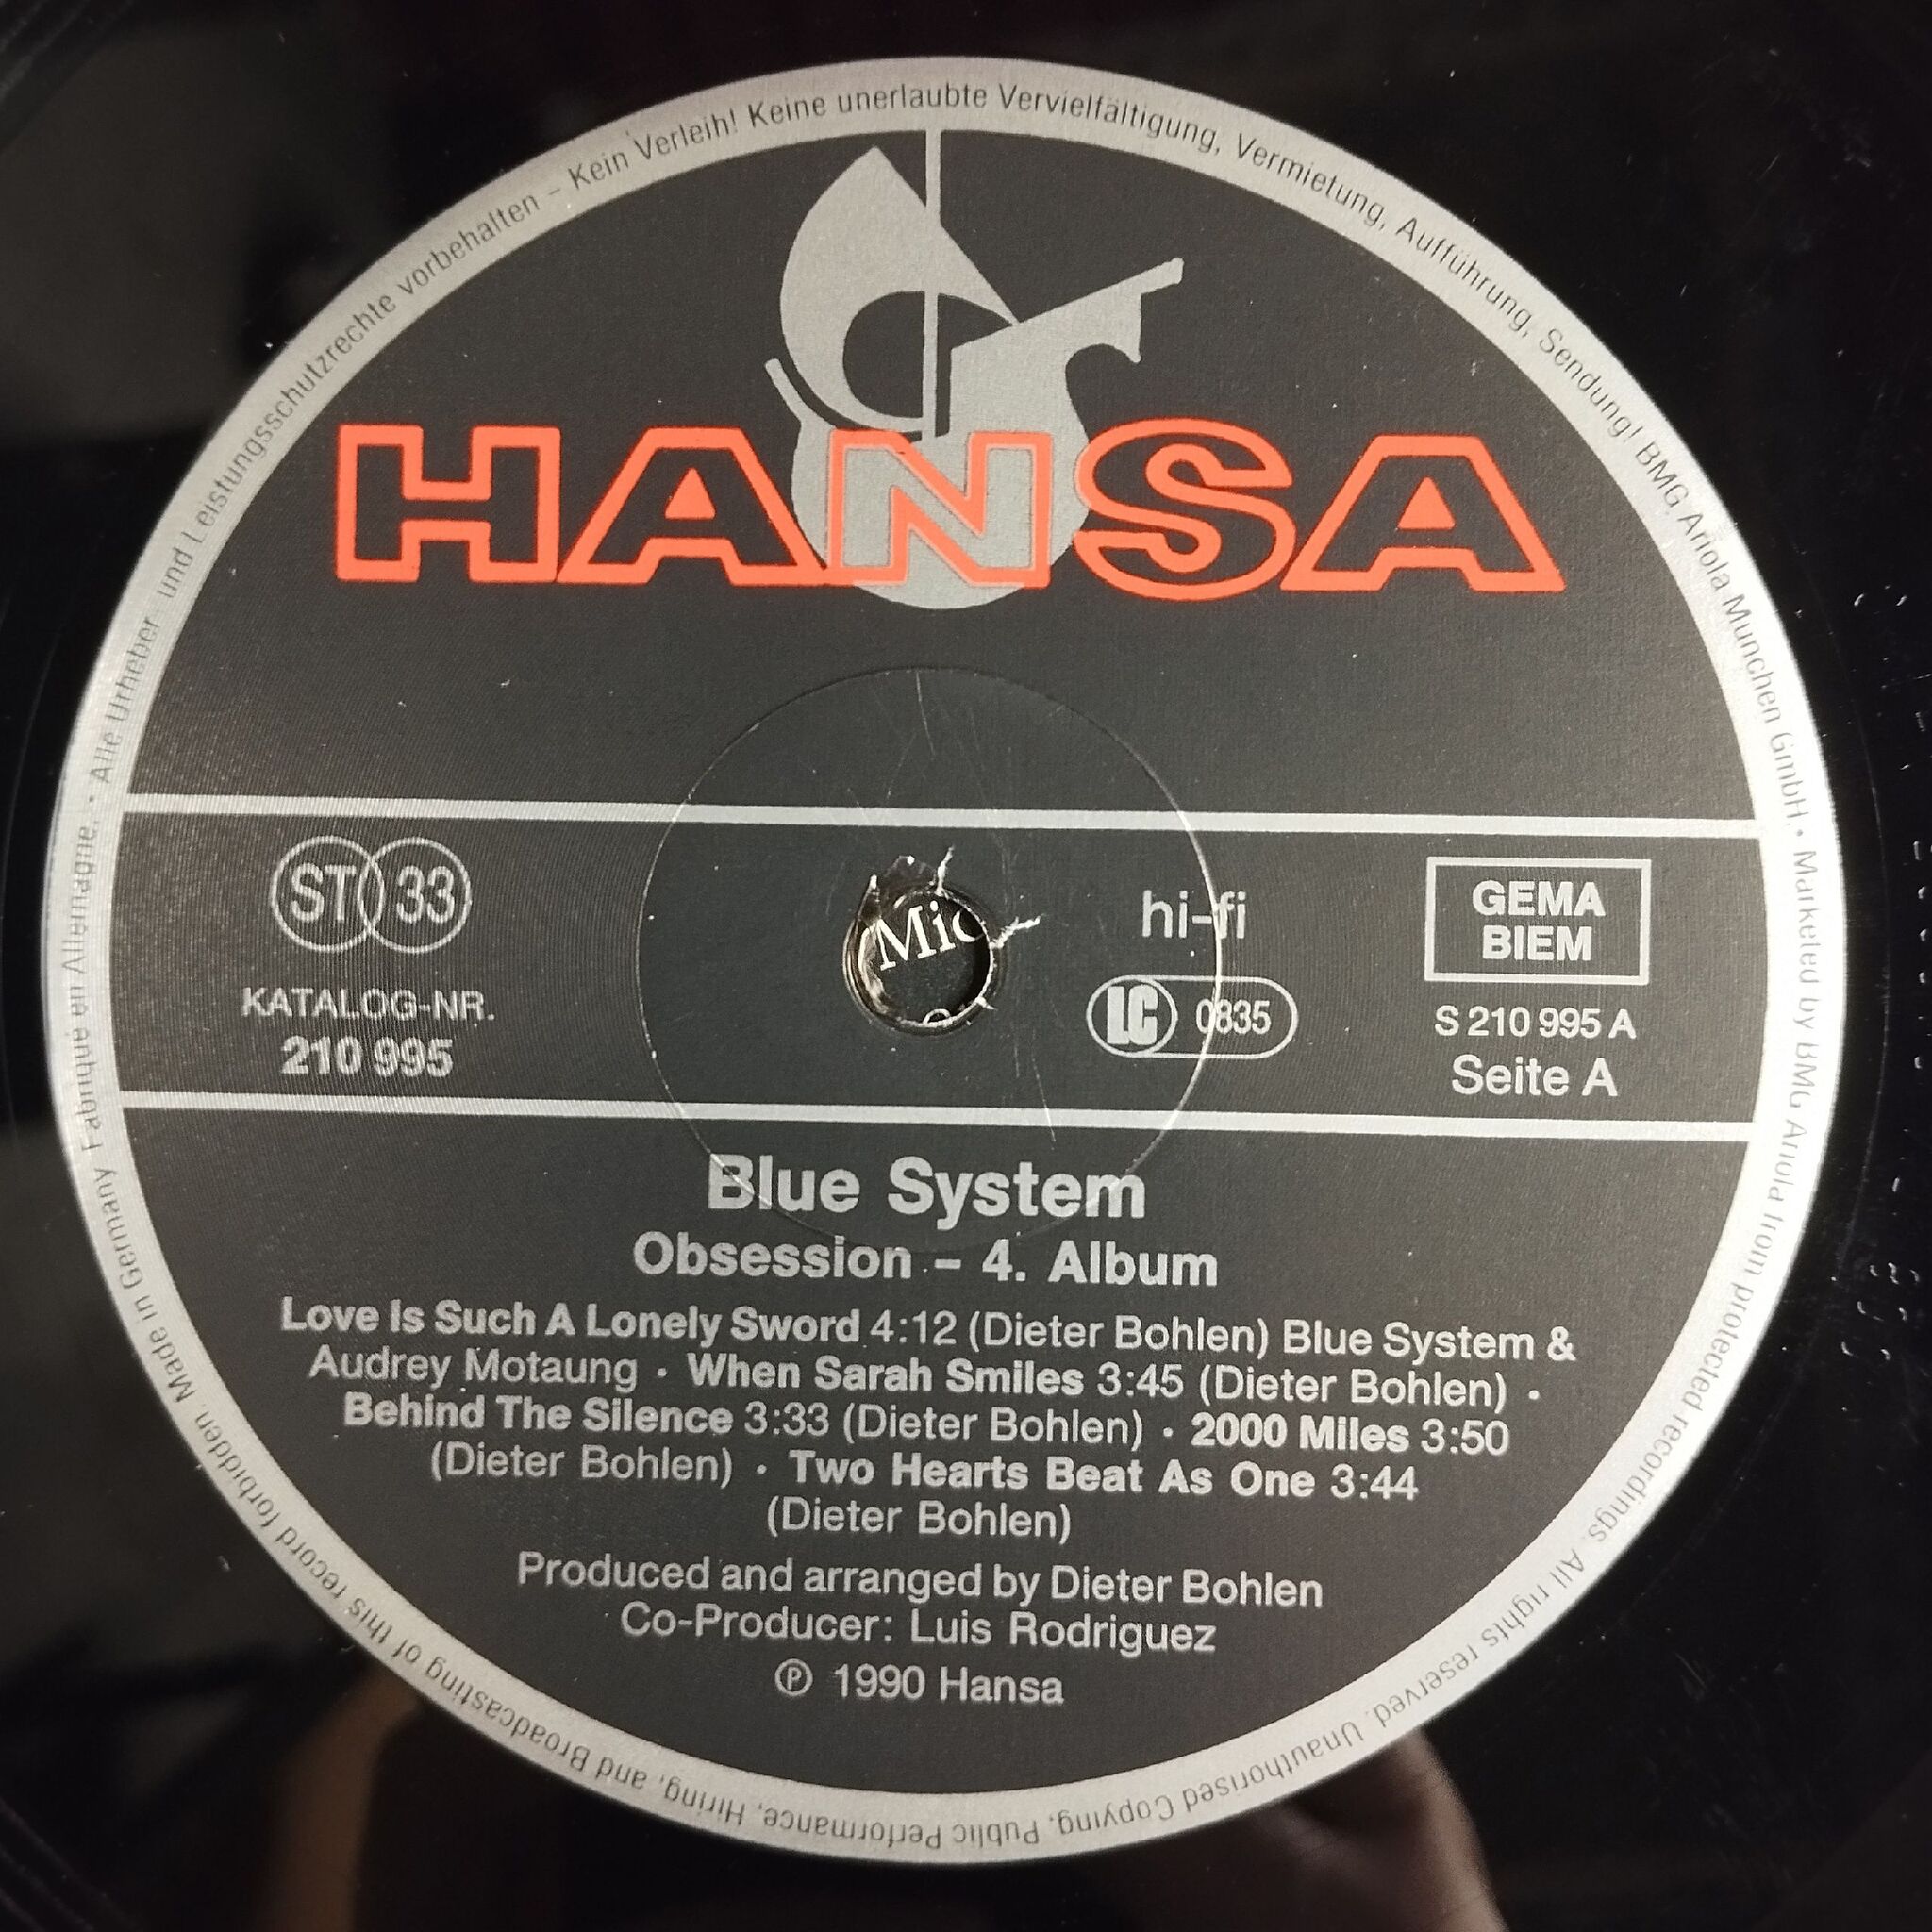 Alle Urheber- und Leistungsschutzrechte vorbehalten – Kein Verleih! Keine unerlaubte Vervielfältigung, Vermietung, Aufführung, Sendung! BMG Ariola München GmbH. • Marketed by BMG Ariola from protected recordings. All rights reserved. Unauthorised Copying, Public Performance, Hiring, and Broadcasting of this record forbidden. Made in Germany Fabriqué en Allemagne. •
HANSA
ST 33
hi-fi
GEMA
BIEM
KATALOG-NR.
210 995
LC 0835
S 210 995 A
Seite A
Mic
Blue System
Obsession – 4. Album
Love Is Such A Lonely Sword 4:12 (Dieter Bohlen) Blue System &
Audrey Motaung · When Sarah Smiles 3:45 (Dieter Bohlen) ·
Behind The Silence 3:33 (Dieter Bohlen) · 2000 Miles 3:50
(Dieter Bohlen) · Two Hearts Beat As One 3:44
(Dieter Bohlen)
Produced and arranged by Dieter Bohlen
Co-Producer: Luis Rodriguez
℗ 1990 Hansa